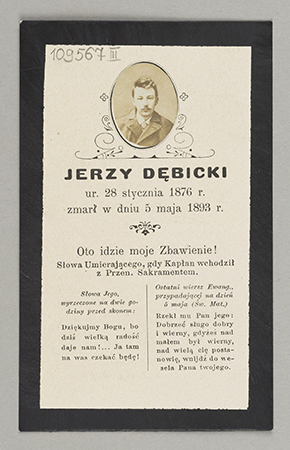 109567 III
JERZY DĘBICKI
ur. 28 stycznia 1876 r.
zmarł w dniu 5 maja 1893 r.
Oto idzie moje Zbawienie!
Słowa Umierającego, gdy Kapłan wchodził
z Przen. Sakramentem.
Słowa Jego,
wyrzeczone na dwie go-
dziny przed skonem:
Dziękujmy Bogu, bo
dziś wielką radość
daje nam!... Ja tam
na was czekać będę!
Ostatni wiersz Ewang.,
przypadającej na dzień
5 maja (Św. Mat.)
Rzekł mu Pan jego:
Dobrześ sługo dobry
i wierny, gdyżeś nad
małem był wierny,
nad wielą cię posta-
nowię, wnijdź do we-
sela Pana twojego.